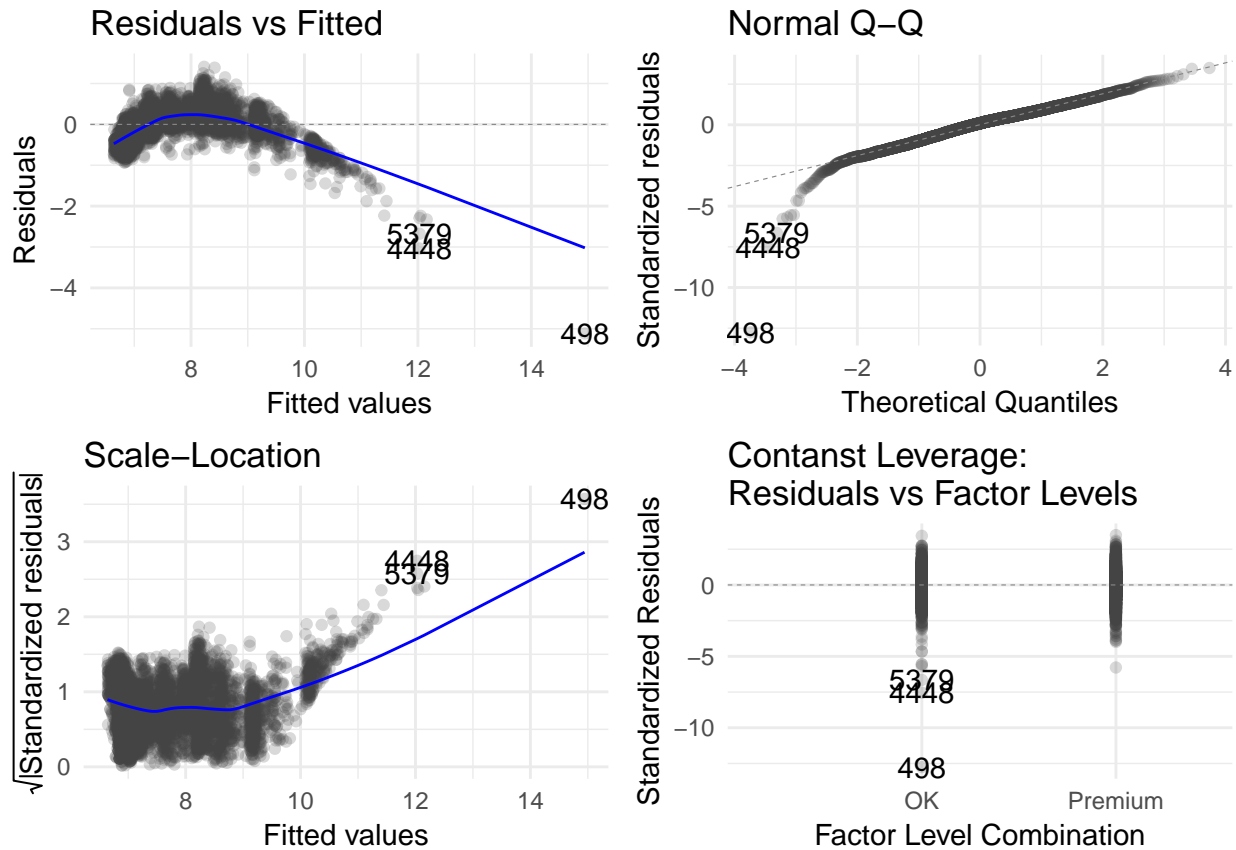 Residuals vs Fitted
Residuals
0
−2
−4
5379
4448
498
8
10
12
14
Fitted values
Normal Q−Q
Standardized residuals
0
−5
−10
5379
4448
498
−4
−2
0
2
4
Theoretical Quantiles
Scale−Location
√|Standardized residuals|
3
2
1
0
498
4448
5379
8
10
12
14
Fitted values
Contanst Leverage:
Residuals vs Factor Levels
Standardized Residuals
0
−5
−10
5379
4448
498
OK
Premium
Factor Level Combination